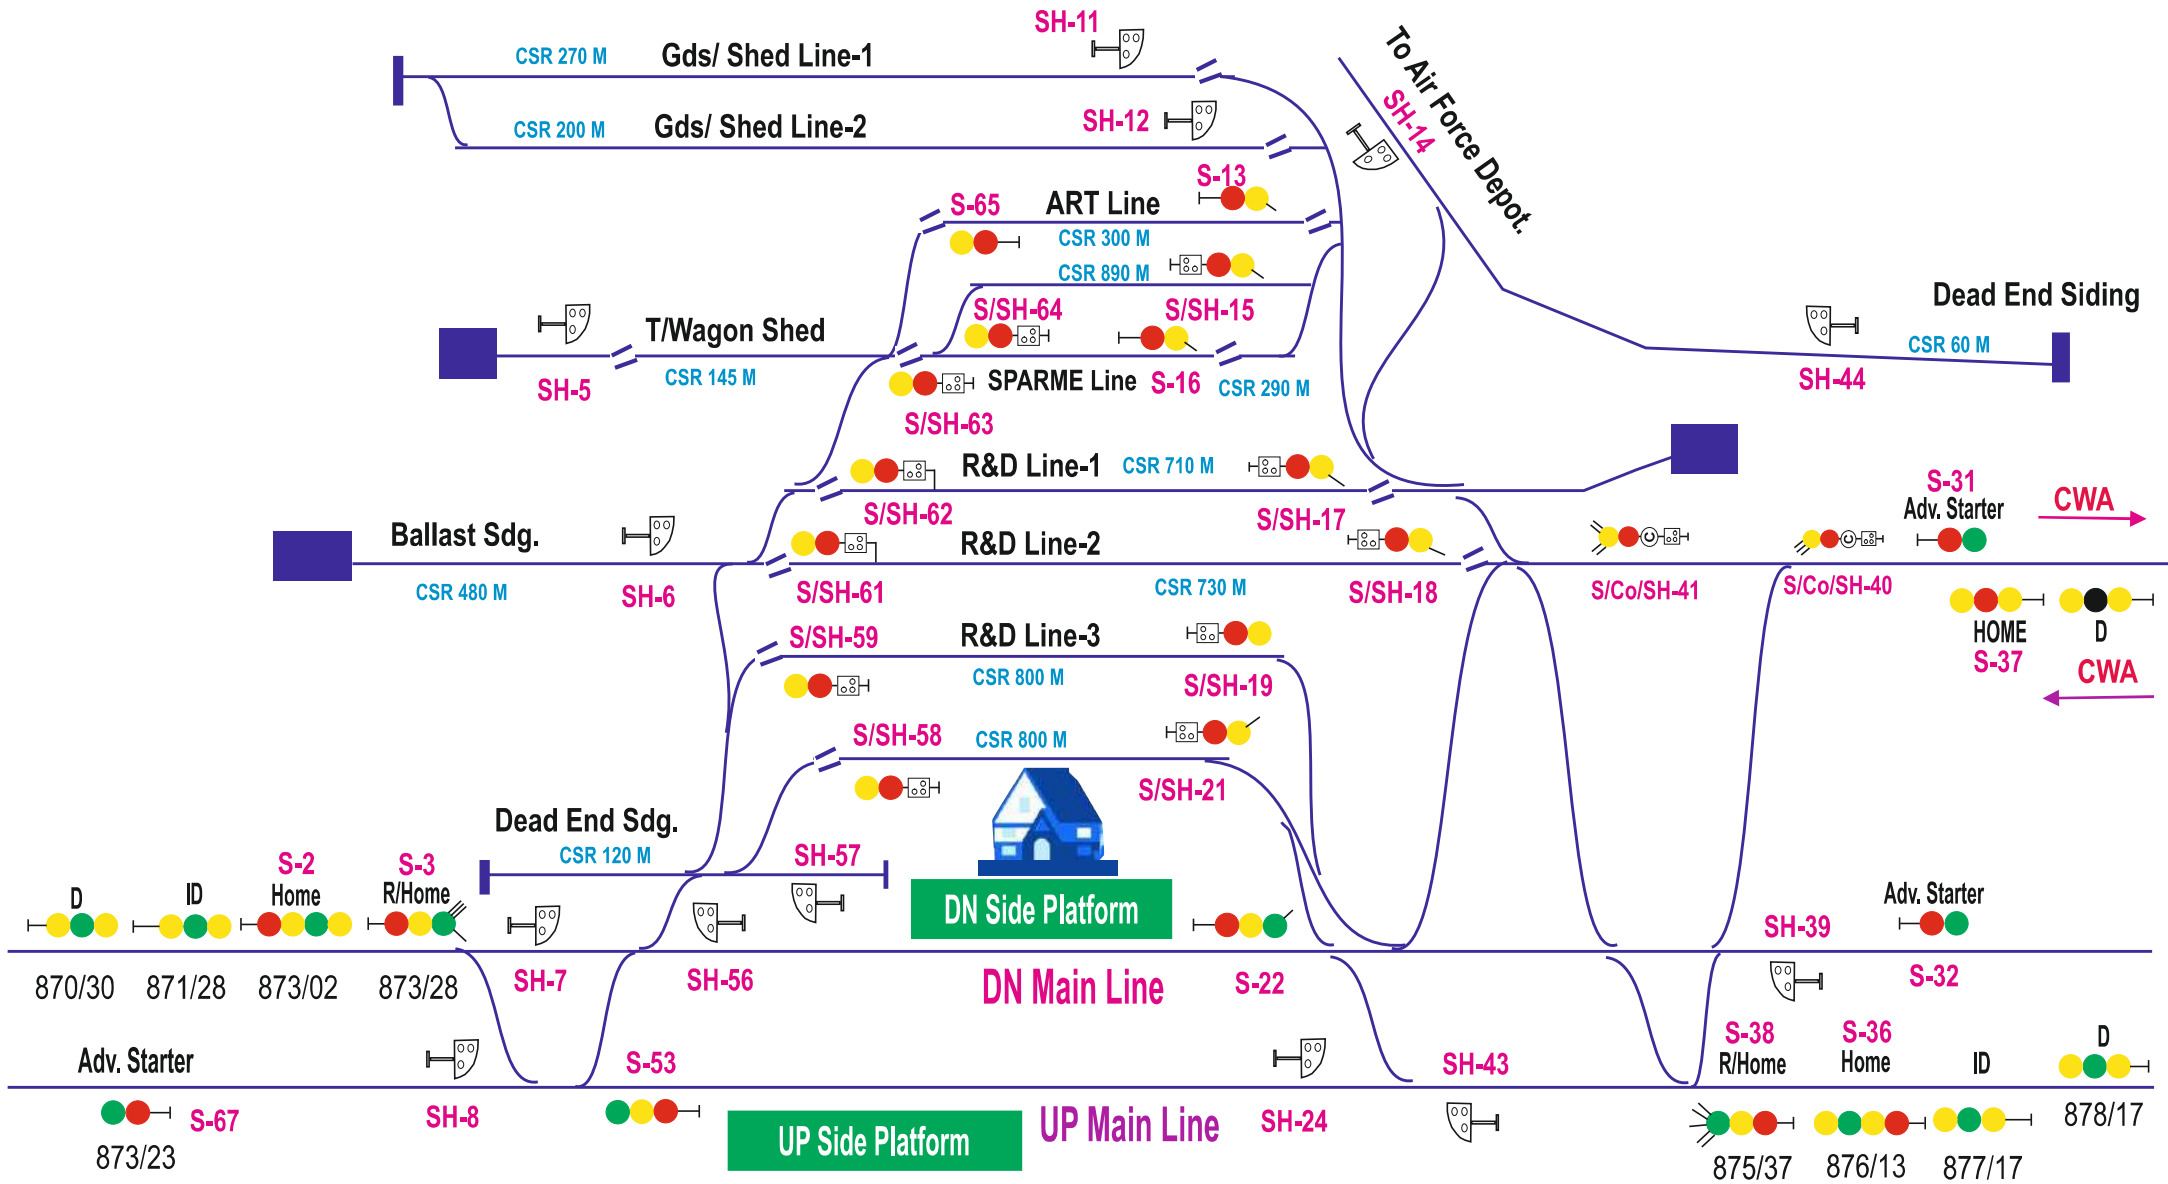 SH-11
CSR 270 M
Gds/ Shed Line-1
To Air Force Depot.
SH-14
CSR 200 M
Gds/ Shed Line-2
SH-12
S-13
S-65
ART Line
CSR 300 M
CSR 890 M
Dead End Siding
S/SH-64
S/SH-15
T/Wagon Shed
CSR 60 M
SH-5
CSR 145 M
SPARME Line
S-16
CSR 290 M
SH-44
S/SH-63
R&D Line-1
CSR 710 M
S-31
Adv. Starter
CWA
S/SH-62
S/SH-17
Ballast Sdg.
R&D Line-2
C
C
CSR 480 M
SH-6
S/SH-61
CSR 730 M
S/SH-18
S/Co/SH-41
S/Co/SH-40
S/SH-59
R&D Line-3
HOME
D
S-37
CWA
CSR 800 M
S/SH-19
S/SH-58
CSR 800 M
S/SH-21
Dead End Sdg.
CSR 120 M
SH-57
D
ID
S-2
Home
S-3
R/Home
DN Side Platform
Adv. Starter
SH-39
870/30
871/28
873/02
873/28
SH-7
SH-56
DN Main Line
S-22
S-32
Adv. Starter
S-53
SH-43
S-38
R/Home
S-36
Home
ID
D
S-67
SH-8
UP Side Platform
UP Main Line
SH-24
878/17
873/23
875/37
876/13
877/17